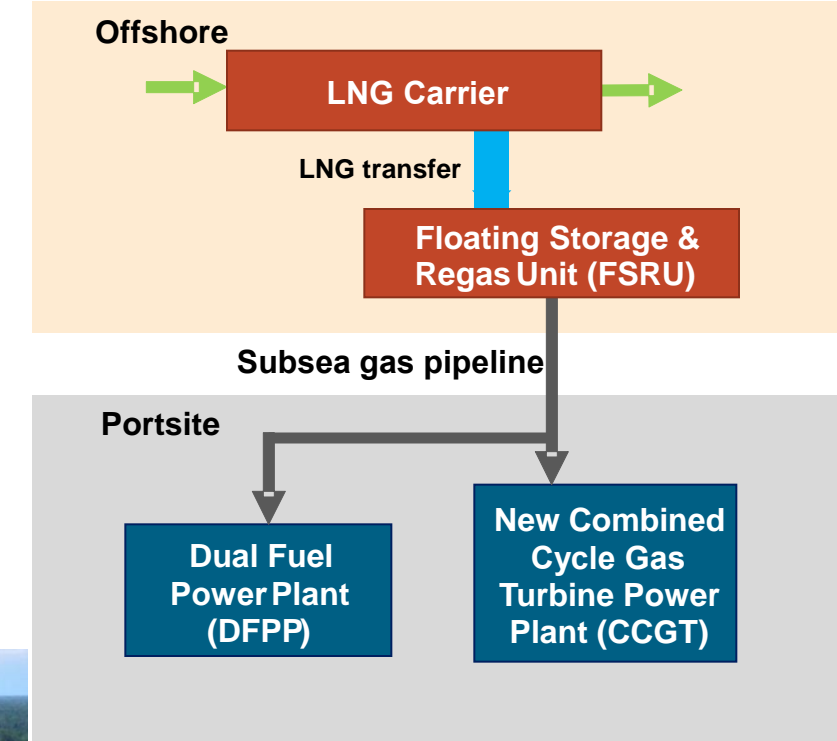 Offshore
LNG Carrier
LNG transfer
Floating Storage &
Regas Unit (FSRU)
Subsea gas pipeline
Portsite
Dual Fuel
Power Plant
(DFPP)
New Combined
Cycle Gas
Turbine Power
Plant (CCGT)